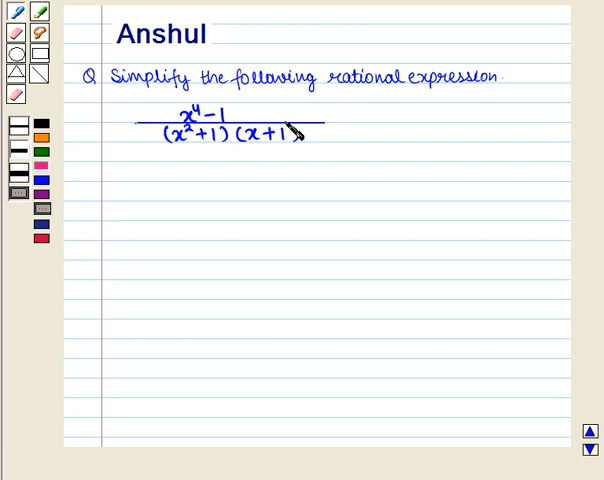 Anshul
Q Simplify the following rational expression.
x⁴ - 1
(x² + 1) (x + 1)